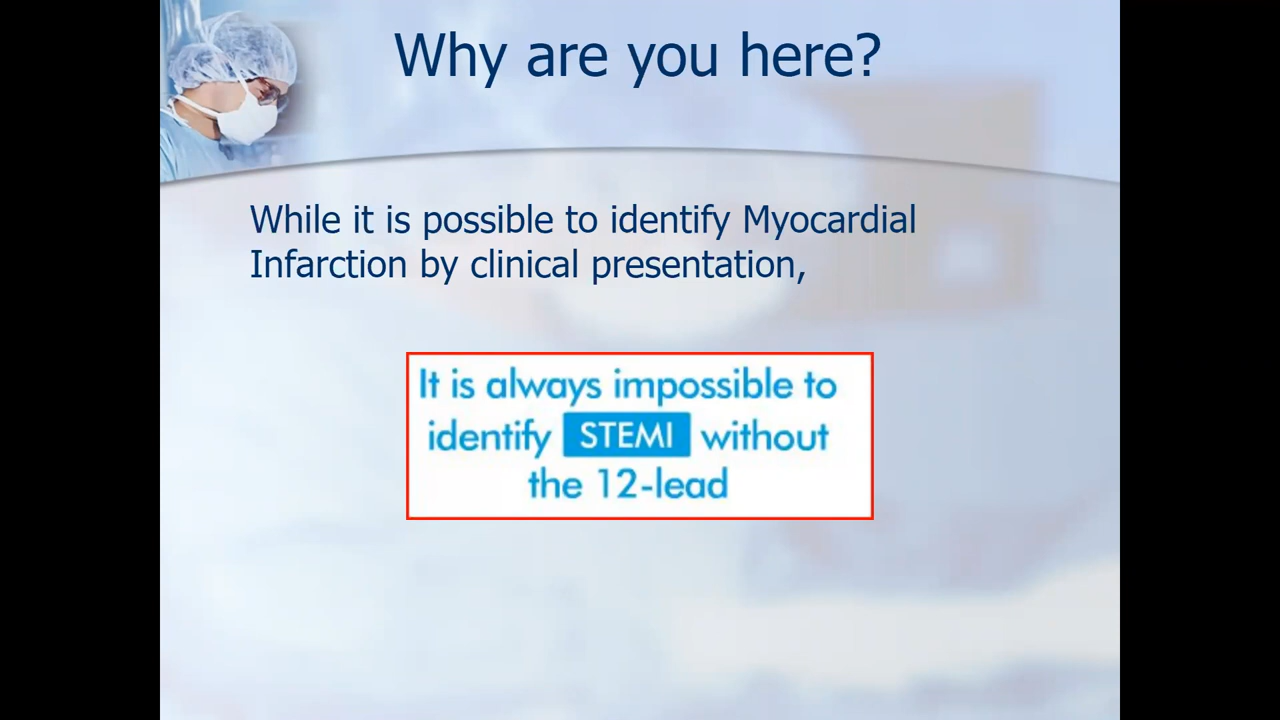 Why are you here?
While it is possible to identify Myocardial
Infarction by clinical presentation,
It is always impossible to
identify STEMI without
the 12-lead